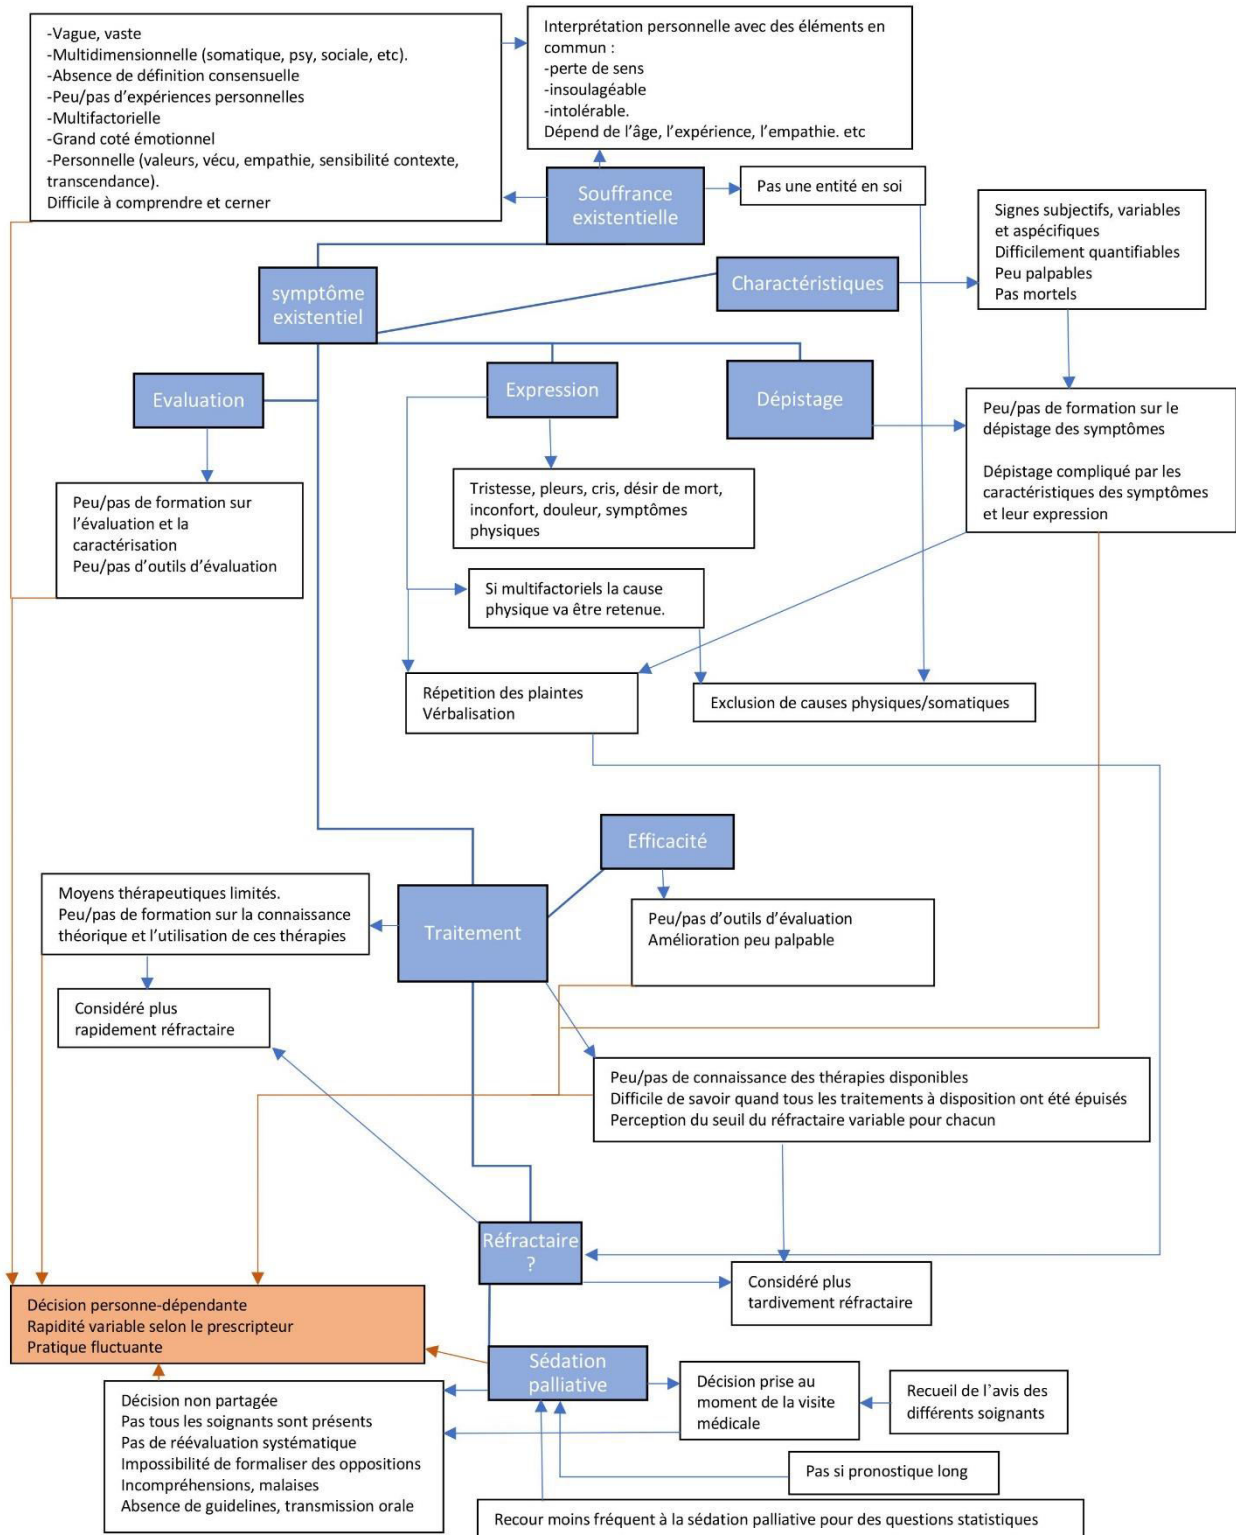 -Vague, vaste
-Multidimensionnelle (somatique, psy, sociale, etc).
-Absence de définition consensuelle
-Peu/pas d’expériences personnelles
-Multifactorielle
-Grand coté émotionnel
-Personnelle (valeurs, vécu, empathie, sensibilité contexte,
transcendance).
Difficile à comprendre et cerner
Interprétation personnelle avec des éléments en
commun :
-perte de sens
-insoulagéable
-intolérable.
Dépend de l’âge, l’expérience, l’empathie. etc
Souffrance
existentielle
Pas une entité en soi
Signes subjectifs, variables
et aspécifiques
Difficilement quantifiables
Peu palpables
Pas mortels
symptôme
existentiel
Charactéristiques
Evaluation
Expression
Dépistage
Peu/pas de formation sur le
dépistage des symptômes
Dépistage compliqué par les
caractéristiques des symptômes
et leur expression
Peu/pas de formation sur
l’évaluation et la
caractérisation
Peu/pas d’outils d’évaluation
Tristesse, pleurs, cris, désir de mort,
inconfort, douleur, symptômes
physiques
Si multifactoriels la cause
physique va être retenue.
Répetition des plaintes
Vérbalisation
Exclusion de causes physiques/somatiques
Efficacité
Moyens thérapeutiques limités.
Peu/pas de formation sur la connaissance
théorique et l’utilisation de ces thérapies
Traitement
Peu/pas d’outils d’évaluation
Amélioration peu palpable
Considéré plus
rapidement réfractaire
Peu/pas de connaissance des thérapies disponibles
Difficile de savoir quand tous les traitements à disposition ont été épuisés
Perception du seuil du réfractaire variable pour chacun
Réfractaire
?
Considéré plus
tardivement réfractaire
Décision personne-dépendante
Rapidité variable selon le prescripteur
Pratique fluctuante
Sédation
palliative
Décision prise au
moment de la visite
médicale
Recueil de l’avis des
différents soignants
Décision non partagée
Pas tous les soignants sont présents
Pas de réévaluation systématique
Impossibilité de formaliser des oppositions
Incompréhensions, malaises
Absence de guidelines, transmission orale
Pas si pronostique long
Recour moins fréquent à la sédation palliative pour des questions statistiques